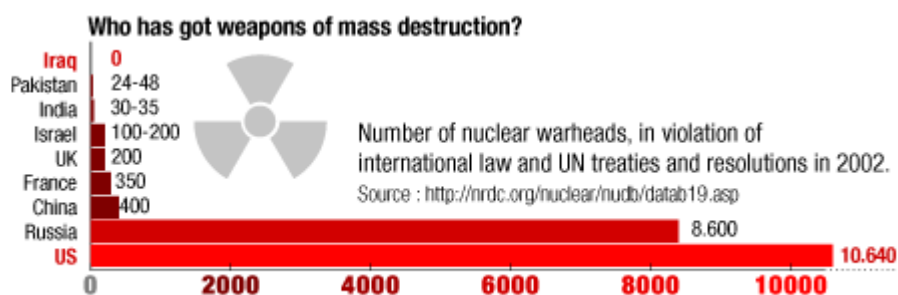 Who has got weapons of mass destruction?
Iraq 0
Pakistan 24-48
India 30-35
Israel 100-200
UK 200
France 350
China 400
Russia 8.600
US 10.640
Number of nuclear warheads, in violation of
international law and UN treaties and resolutions in 2002.
Source : http://nrdc.org/nuclear/nudb/datab19.asp
0 2000 4000 6000 8000 10000